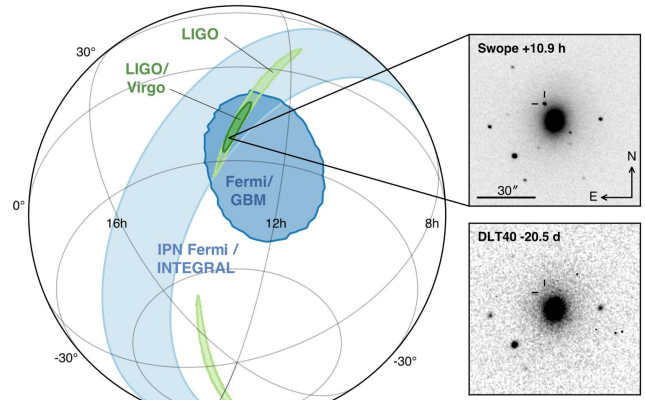 LIGO
30°
LIGO/
Virgo
Fermi/
GBM
0°
16h
12h
8h
IPN Fermi /
INTEGRAL
-30°
-30°
Swope +10.9 h
N
30″
E
DLT40 -20.5 d